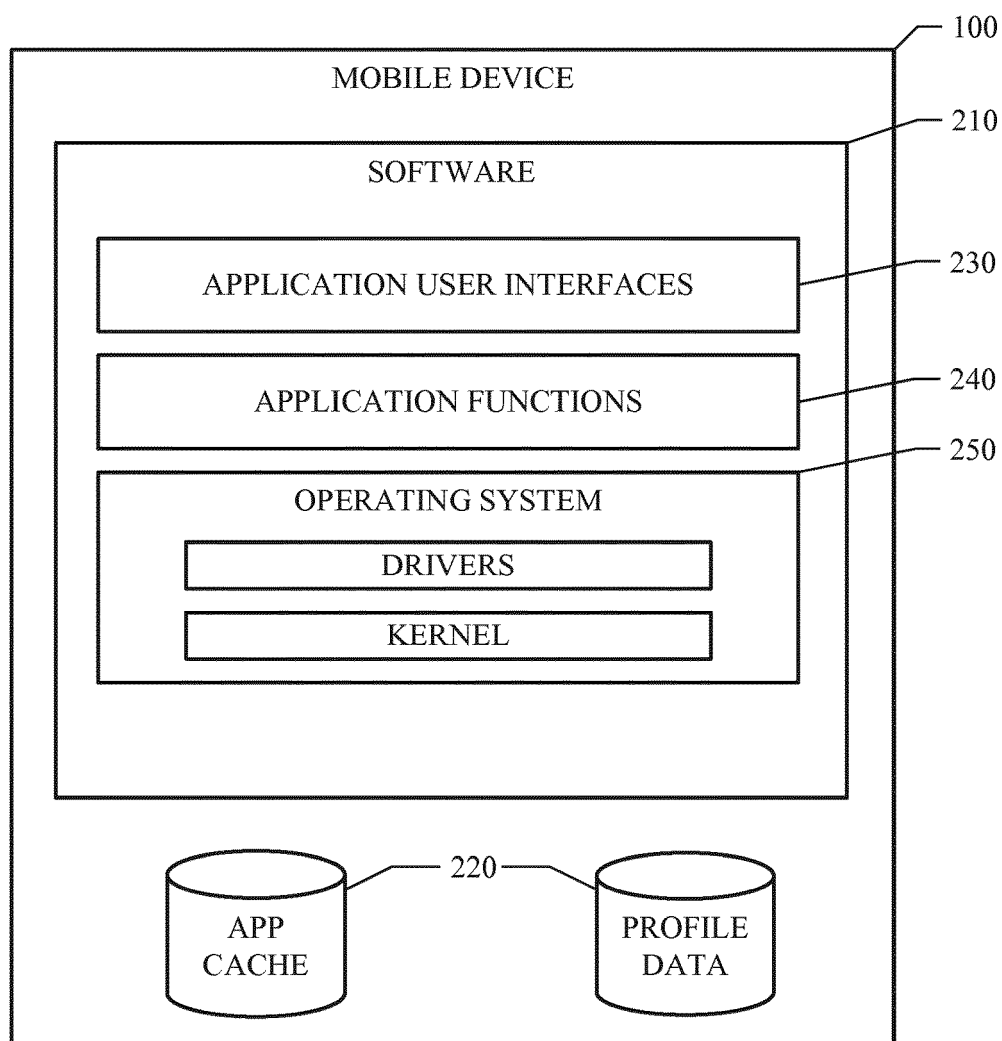 100
MOBILE DEVICE
210
SOFTWARE
APPLICATION USER INTERFACES
230
APPLICATION FUNCTIONS
240
250
OPERATING SYSTEM
DRIVERS
KERNEL
220
APP
CACHE
PROFILE
DATA